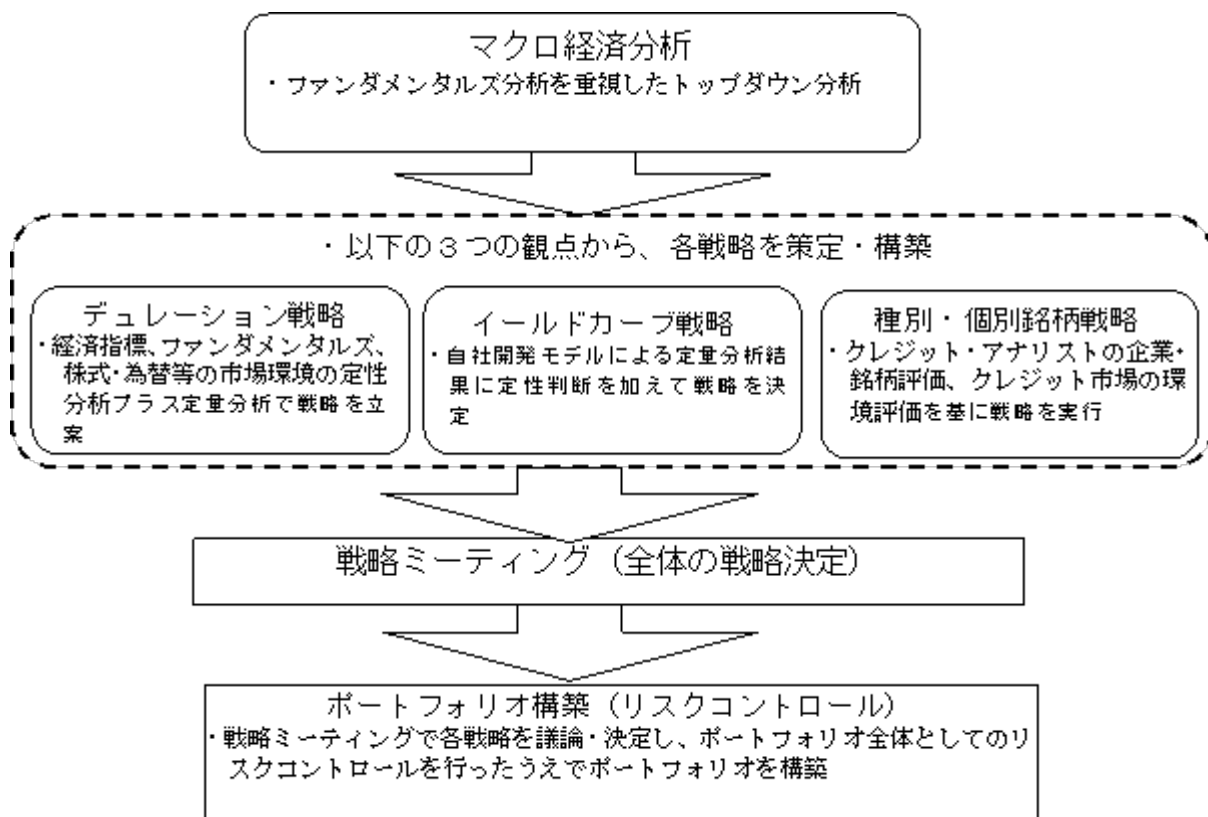 マクロ経済分析
・ファンダメンタルズ分析を重視したトップダウン分析
・以下の3つの観点から、各戦略を策定・構築
デュレーション戦略
・経済指標、ファンダメンタルズ、
株式・為替等の市場環境の定性
分析プラス定量分析で戦略を立
案
イールドカーブ戦略
・自社開発モデルによる定量分析結
果に定性判断を加えて戦略を決
定
種別・個別銘柄戦略
・クレジット・アナリストの企業・
銘柄評価、クレジット市場の環
境評価を基に戦略を実行
戦略ミーティング（全体の戦略決定）
ポートフォリオ構築（リスクコントロール）
・戦略ミーティングで各戦略を議論・決定し、ポートフォリオ全体としてのリ
スクコントロールを行ったうえでポートフォリオを構築